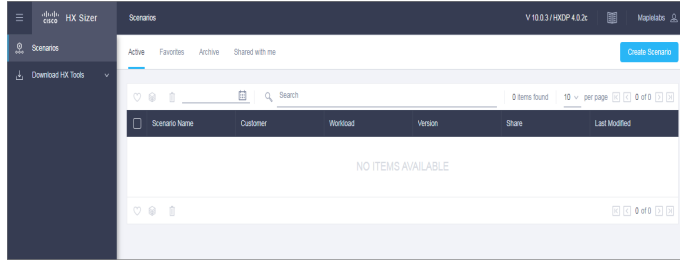 cisco HX Sizer
Scenarios
V 10.0.3 / HXDP 4.0.2c
Maplelabs
Scenarios
Download HX Tools
Active Favorites Archive Shared with me
Create Scenario
Search
0 items found
10 per page
0 of 0
Scenario Name Customer Workload Version Share Last Modified
NO ITEMS AVAILABLE
0 of 0